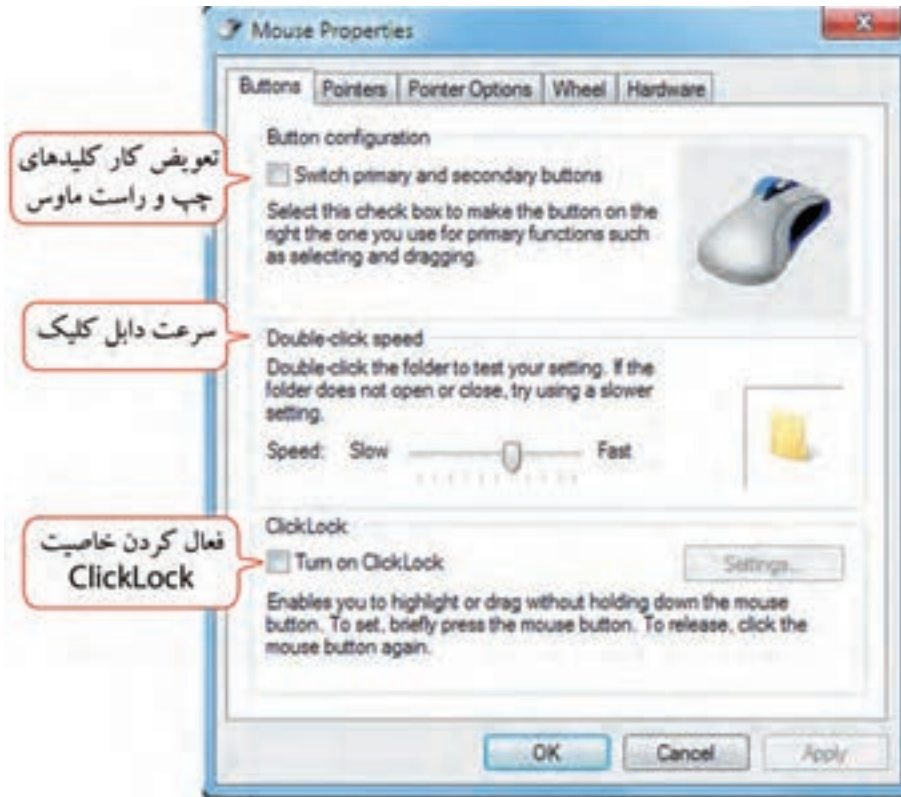 Mouse Properties
Buttons Pointers Pointer Options Wheel Hardware
تعویض کار کلیدهای
چپ و راست ماوس
Button configuration
Switch primary and secondary buttons
Select this check box to make the button on the
right the one you use for primary functions such
as selecting and dragging.
سرعت دابل کلیک
Double-click speed
Double-click the folder to test your setting. If the
folder does not open or close, try using a slower
setting.
Speed: Slow Fast
فعال کردن خاصیت
ClickLock
ClickLock
Turn on ClickLock
Settings...
Enables you to highlight or drag without holding down the mouse
button. To set, briefly press the mouse button. To release, click the
mouse button again.
OK Cancel Apply